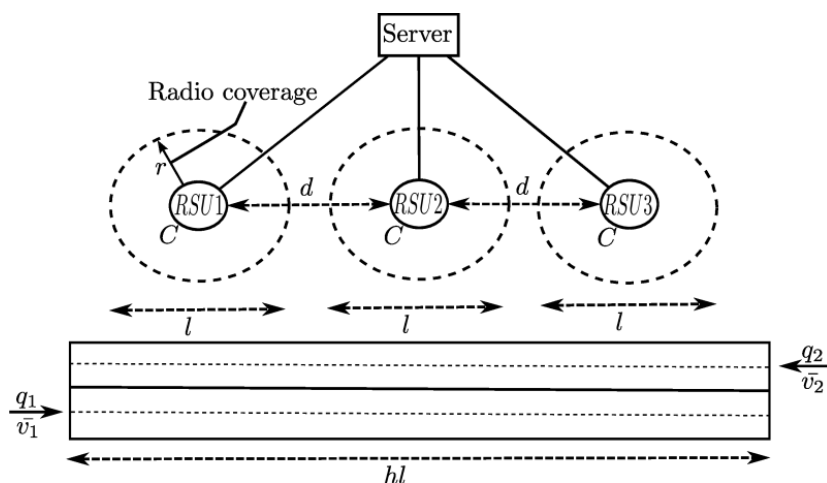 Server
Radio coverage
r
RSU1
d
RSU2
d
RSU3
C
C
C
l
l
l
q₂
v̄₂
q₁
v̄₁
hl